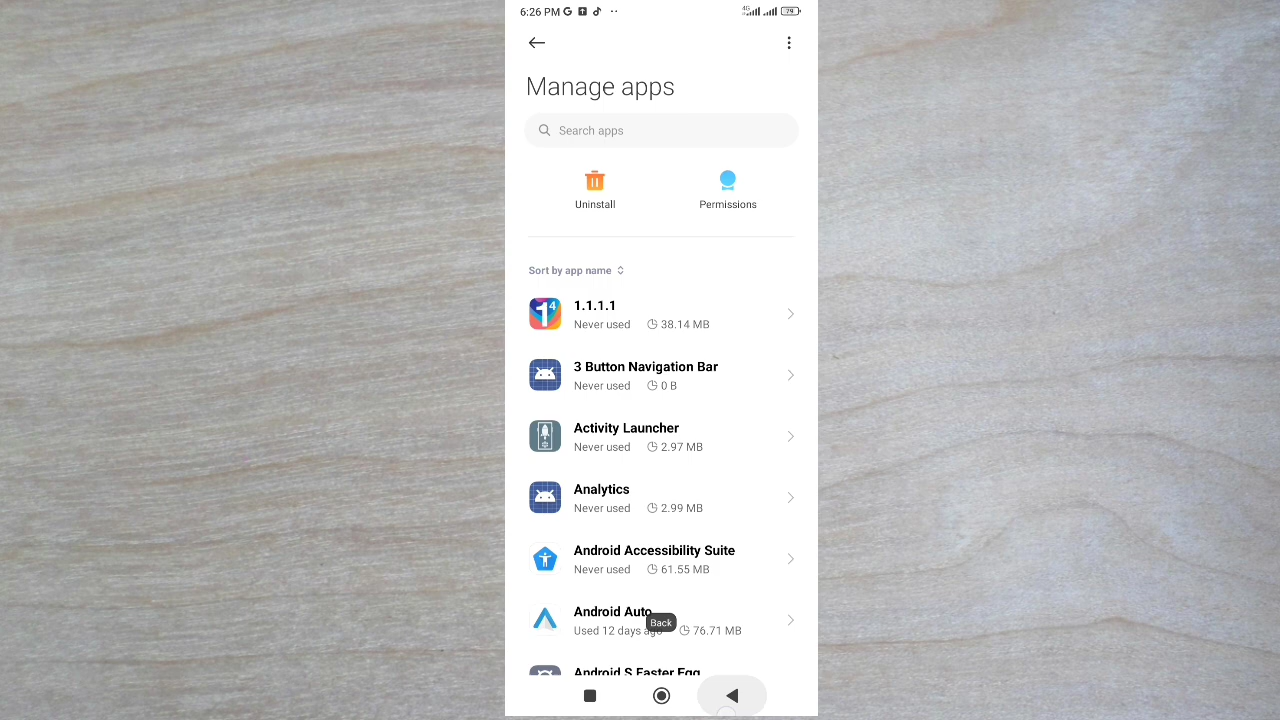 6:26 PM
4G
79
Manage apps
Search apps
Uninstall
Permissions
Sort by app name
1.1.1.1
Never used 38.14 MB
3 Button Navigation Bar
Never used 0 B
Activity Launcher
Never used 2.97 MB
Analytics
Never used 2.99 MB
Android Accessibility Suite
Never used 61.55 MB
Android Auto
Back
Used 12 days ago 76.71 MB
Android S Easter Egg